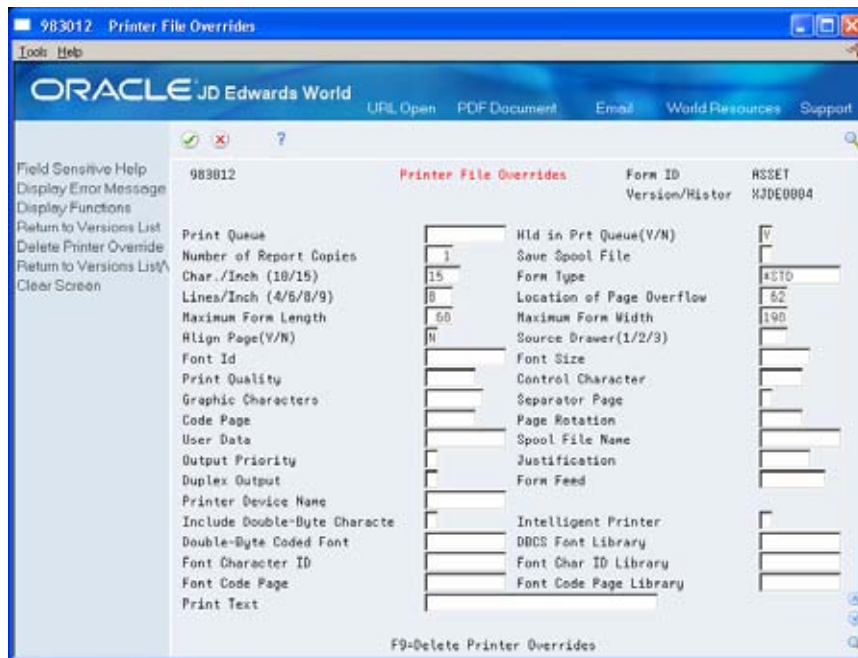 983012 Printer File Overrides
Tools Help
ORACLE JD Edwards World
URL Open PDF Document Email World Resources Support
?
Field Sensitive Help
Display Error Message
Display Functions
Return to Versions List
Delete Printer Override
Return to Versions List/\
Clear Screen
983012 Printer File Overrides Form ID ASSET
Version/Histor XJDE0004
Print Queue Hld in Prt Queue(Y/N) Y
Number of Report Copies 1 Save Spool File
Char./Inch (10/15) 15 Form Type *STD
Lines/Inch (4/6/8/9) 8 Location of Page Overflow 62
Maximum Form Length 68 Maximum Form Width 198
Align Page(Y/N) N Source Drawer(1/2/3)
Font Id Font Size
Print Quality Control Character
Graphic Characters Separator Page
Code Page Page Rotation
User Data Spool File Name
Output Priority Justification
Duplex Output Form Feed
Printer Device Name
Include Double-Byte Characte Intelligent Printer
Double-Byte Coded Font DBCS Font Library
Font Character ID Font Char ID Library
Font Code Page Font Code Page Library
Print Text
F9=Delete Printer Overrides